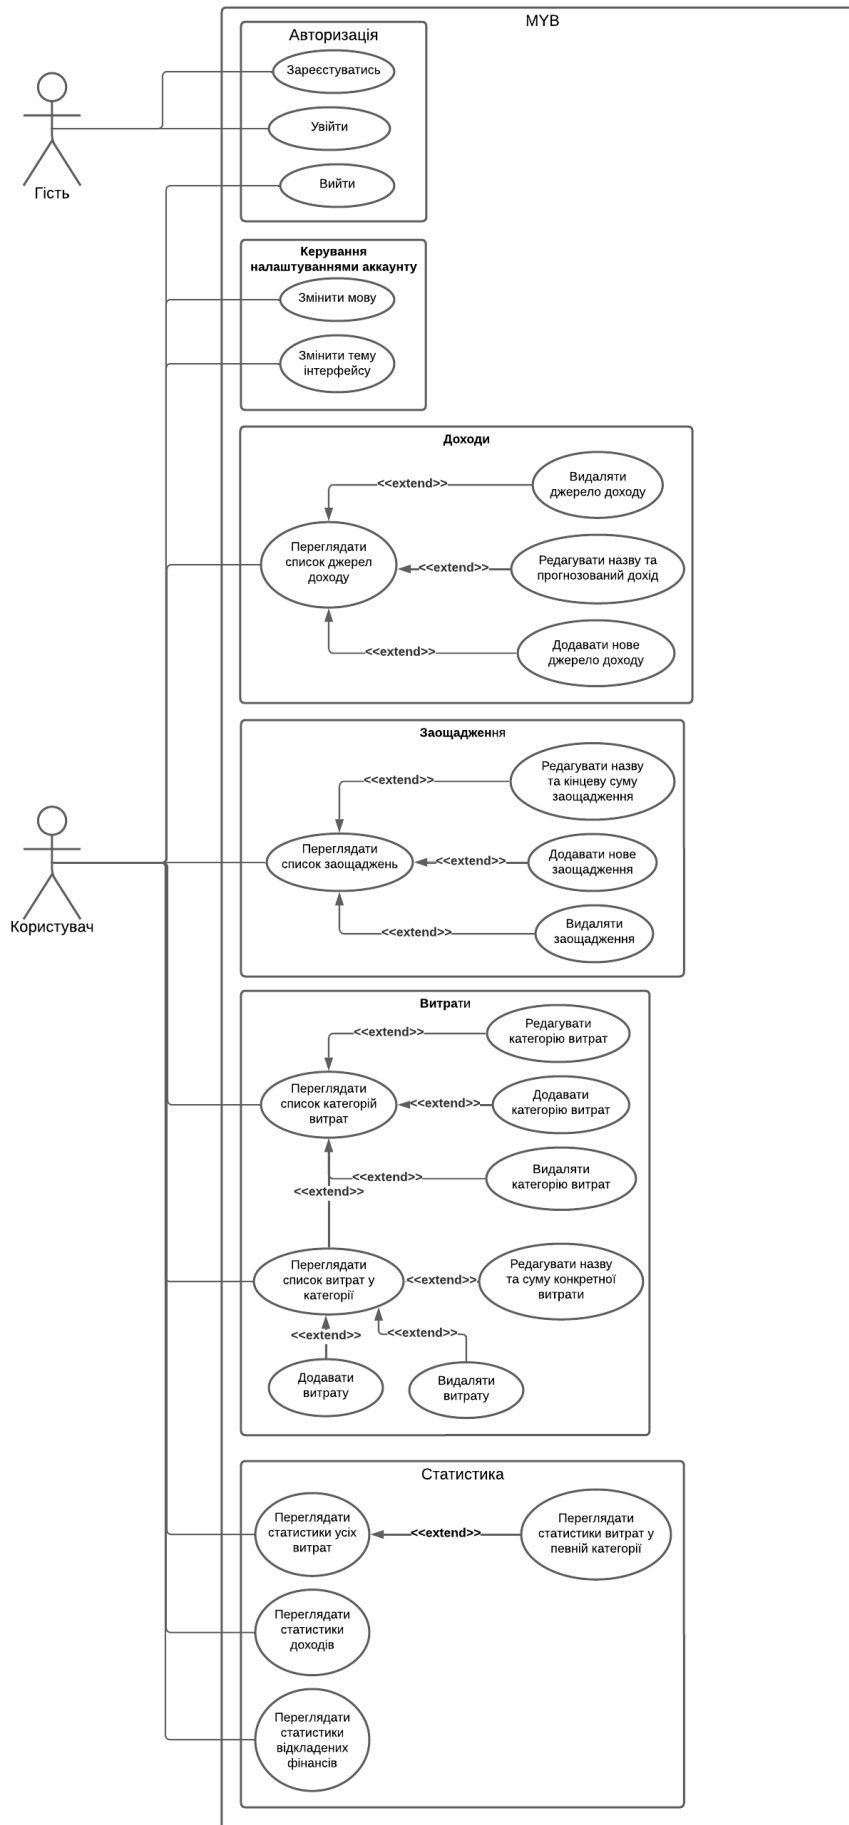 MYB
Авторизація
Зареєстуватись
Увійти
Вийти
Гість
Керування
налаштуваннями аккаунту
Змінити мову
Змінити тему
інтерфейсу
Доходи
Видаляти
джерело доходу
<<extend>>
Переглядати
список джерел
доходу
<<extend>>
Редагувати назву та
прогнозований дохід
<<extend>>
Додавати нове
джерело доходу
Заощадження
Редагувати назву
та кінцеву суму
заощадження
<<extend>>
Переглядати
список заощаджень
<<extend>>
Додавати нове
заощадження
<<extend>>
Видаляти
заощадження
Користувач
Витрати
Редагувати
категорію витрат
<<extend>>
Переглядати
список категорій
витрат
<<extend>>
Додавати
категорію витрат
<<extend>>
Видаляти
категорію витрат
<<extend>>
Переглядати
список витрат у
категорії
<<extend>>
Редагувати назву
та суму конкретної
витрати
<<extend>>
<<extend>>
Додавати
витрату
Видаляти
витрату
Статистика
Переглядати
статистики усіх
витрат
<<extend>>
Переглядати
статистики витрат у
певній категорії
Переглядати
статистики
доходів
Переглядати
статистики
відкладених
фінансів